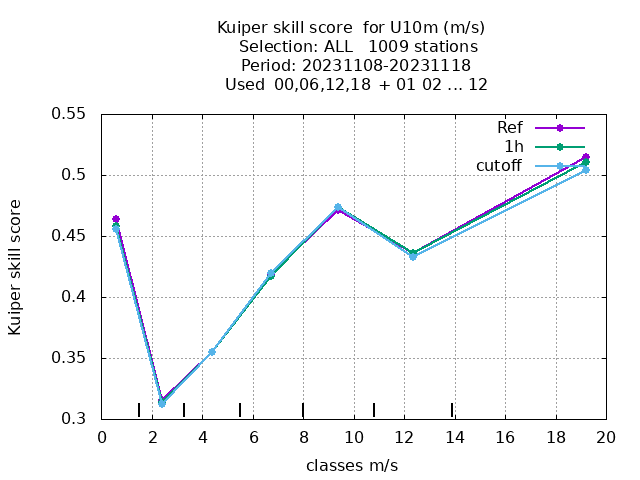 Kuiper skill score  for U10m (m/s)
Selection: ALL   1009 stations
Period: 20231108-20231118
Used  00,06,12,18 + 01 02 ... 12
Ref
1h
cutoff
0.55
0.5
0.45
0.4
0.35
0.3
Kuiper skill score
0 2 4 6 8 10 12 14 16 18 20
classes m/s